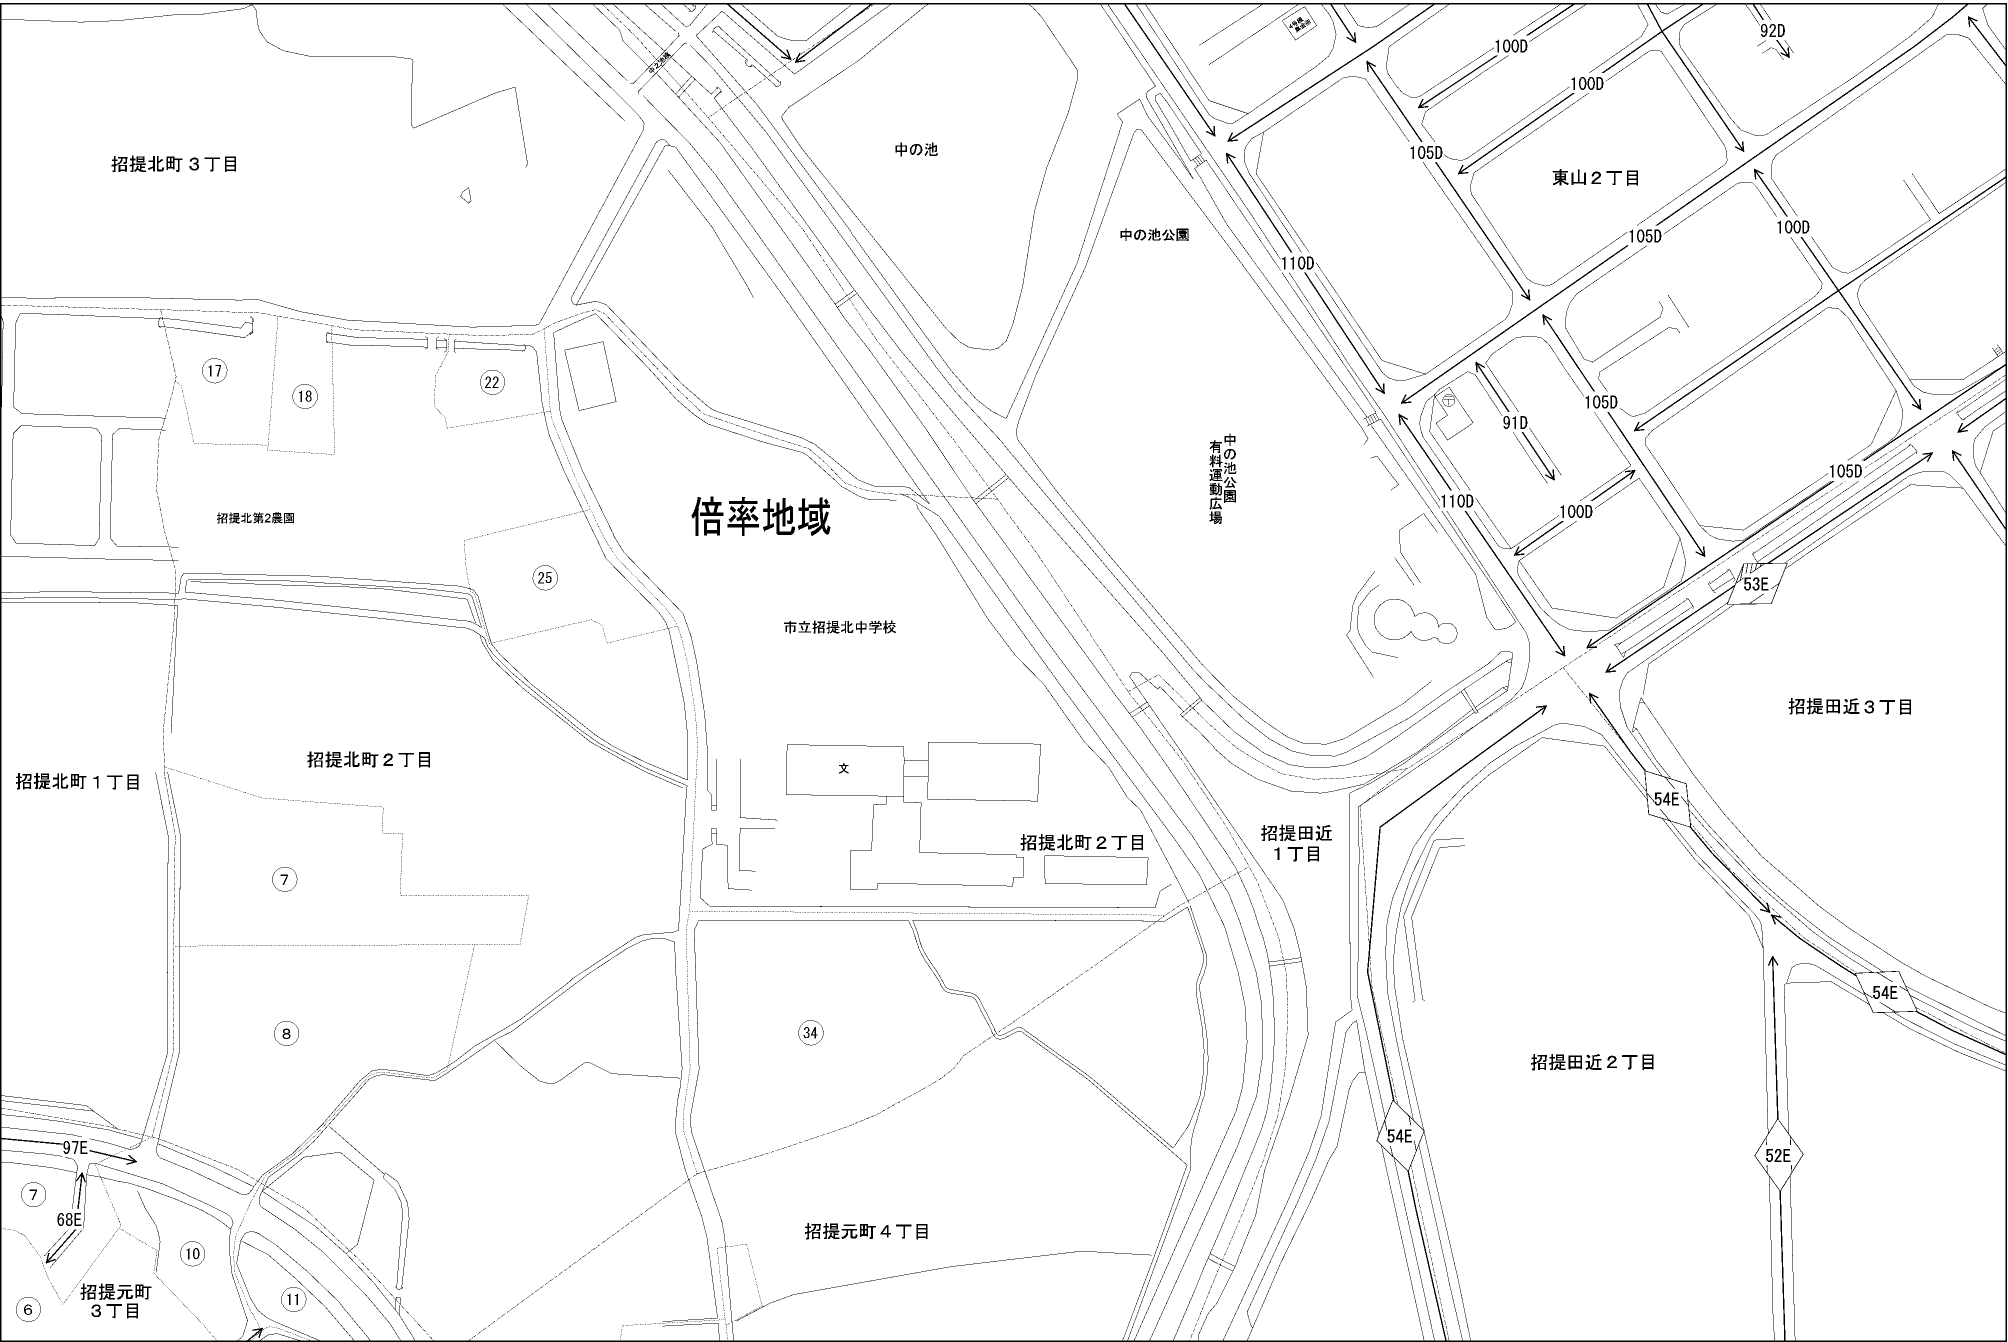 92D
100D
100D
105D
中の池
招提北町３丁目
東山２丁目
中の池公園
105D
100D
110D
17
22
18
105D
91D
中の池公園
有料運動広場
105D
110D
100D
招提北第2農園
倍率地域
25
53E
市立招提北中学校
招提田近３丁目
招提北町２丁目
文
招提北町１丁目
54E
招提北町２丁目
招提田近
１丁目
7
54E
8
34
招提田近２丁目
54E
97E
52E
7
68E
招提元町４丁目
10
招提元町
３丁目
11
6